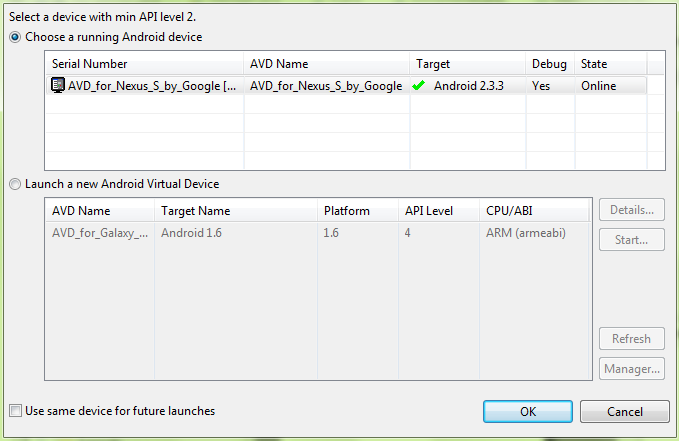 Select a device with min API level 2.
Choose a running Android device
Serial Number AVD Name Target Debug State
AVD_for_Nexus_S_by_Google [... AVD_for_Nexus_S_by_Google Android 2.3.3 Yes Online
Launch a new Android Virtual Device
AVD Name Target Name Platform API Level CPU/ABI Details...
AVD_for_Galaxy_... Android 1.6 1.6 4 ARM (armeabi) Start...
Refresh
Manager...
Use same device for future launches OK Cancel